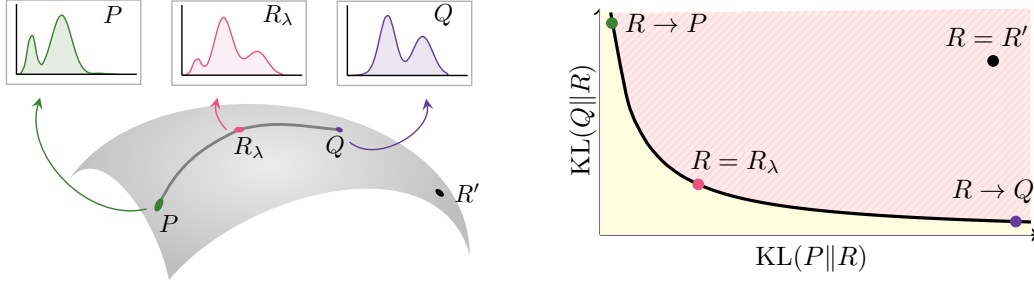 P
R_λ
Q
R_λ
Q
R'
P
R → P
R = R'
KL(Q‖R)
R = R_λ
R → Q
KL(P‖R)